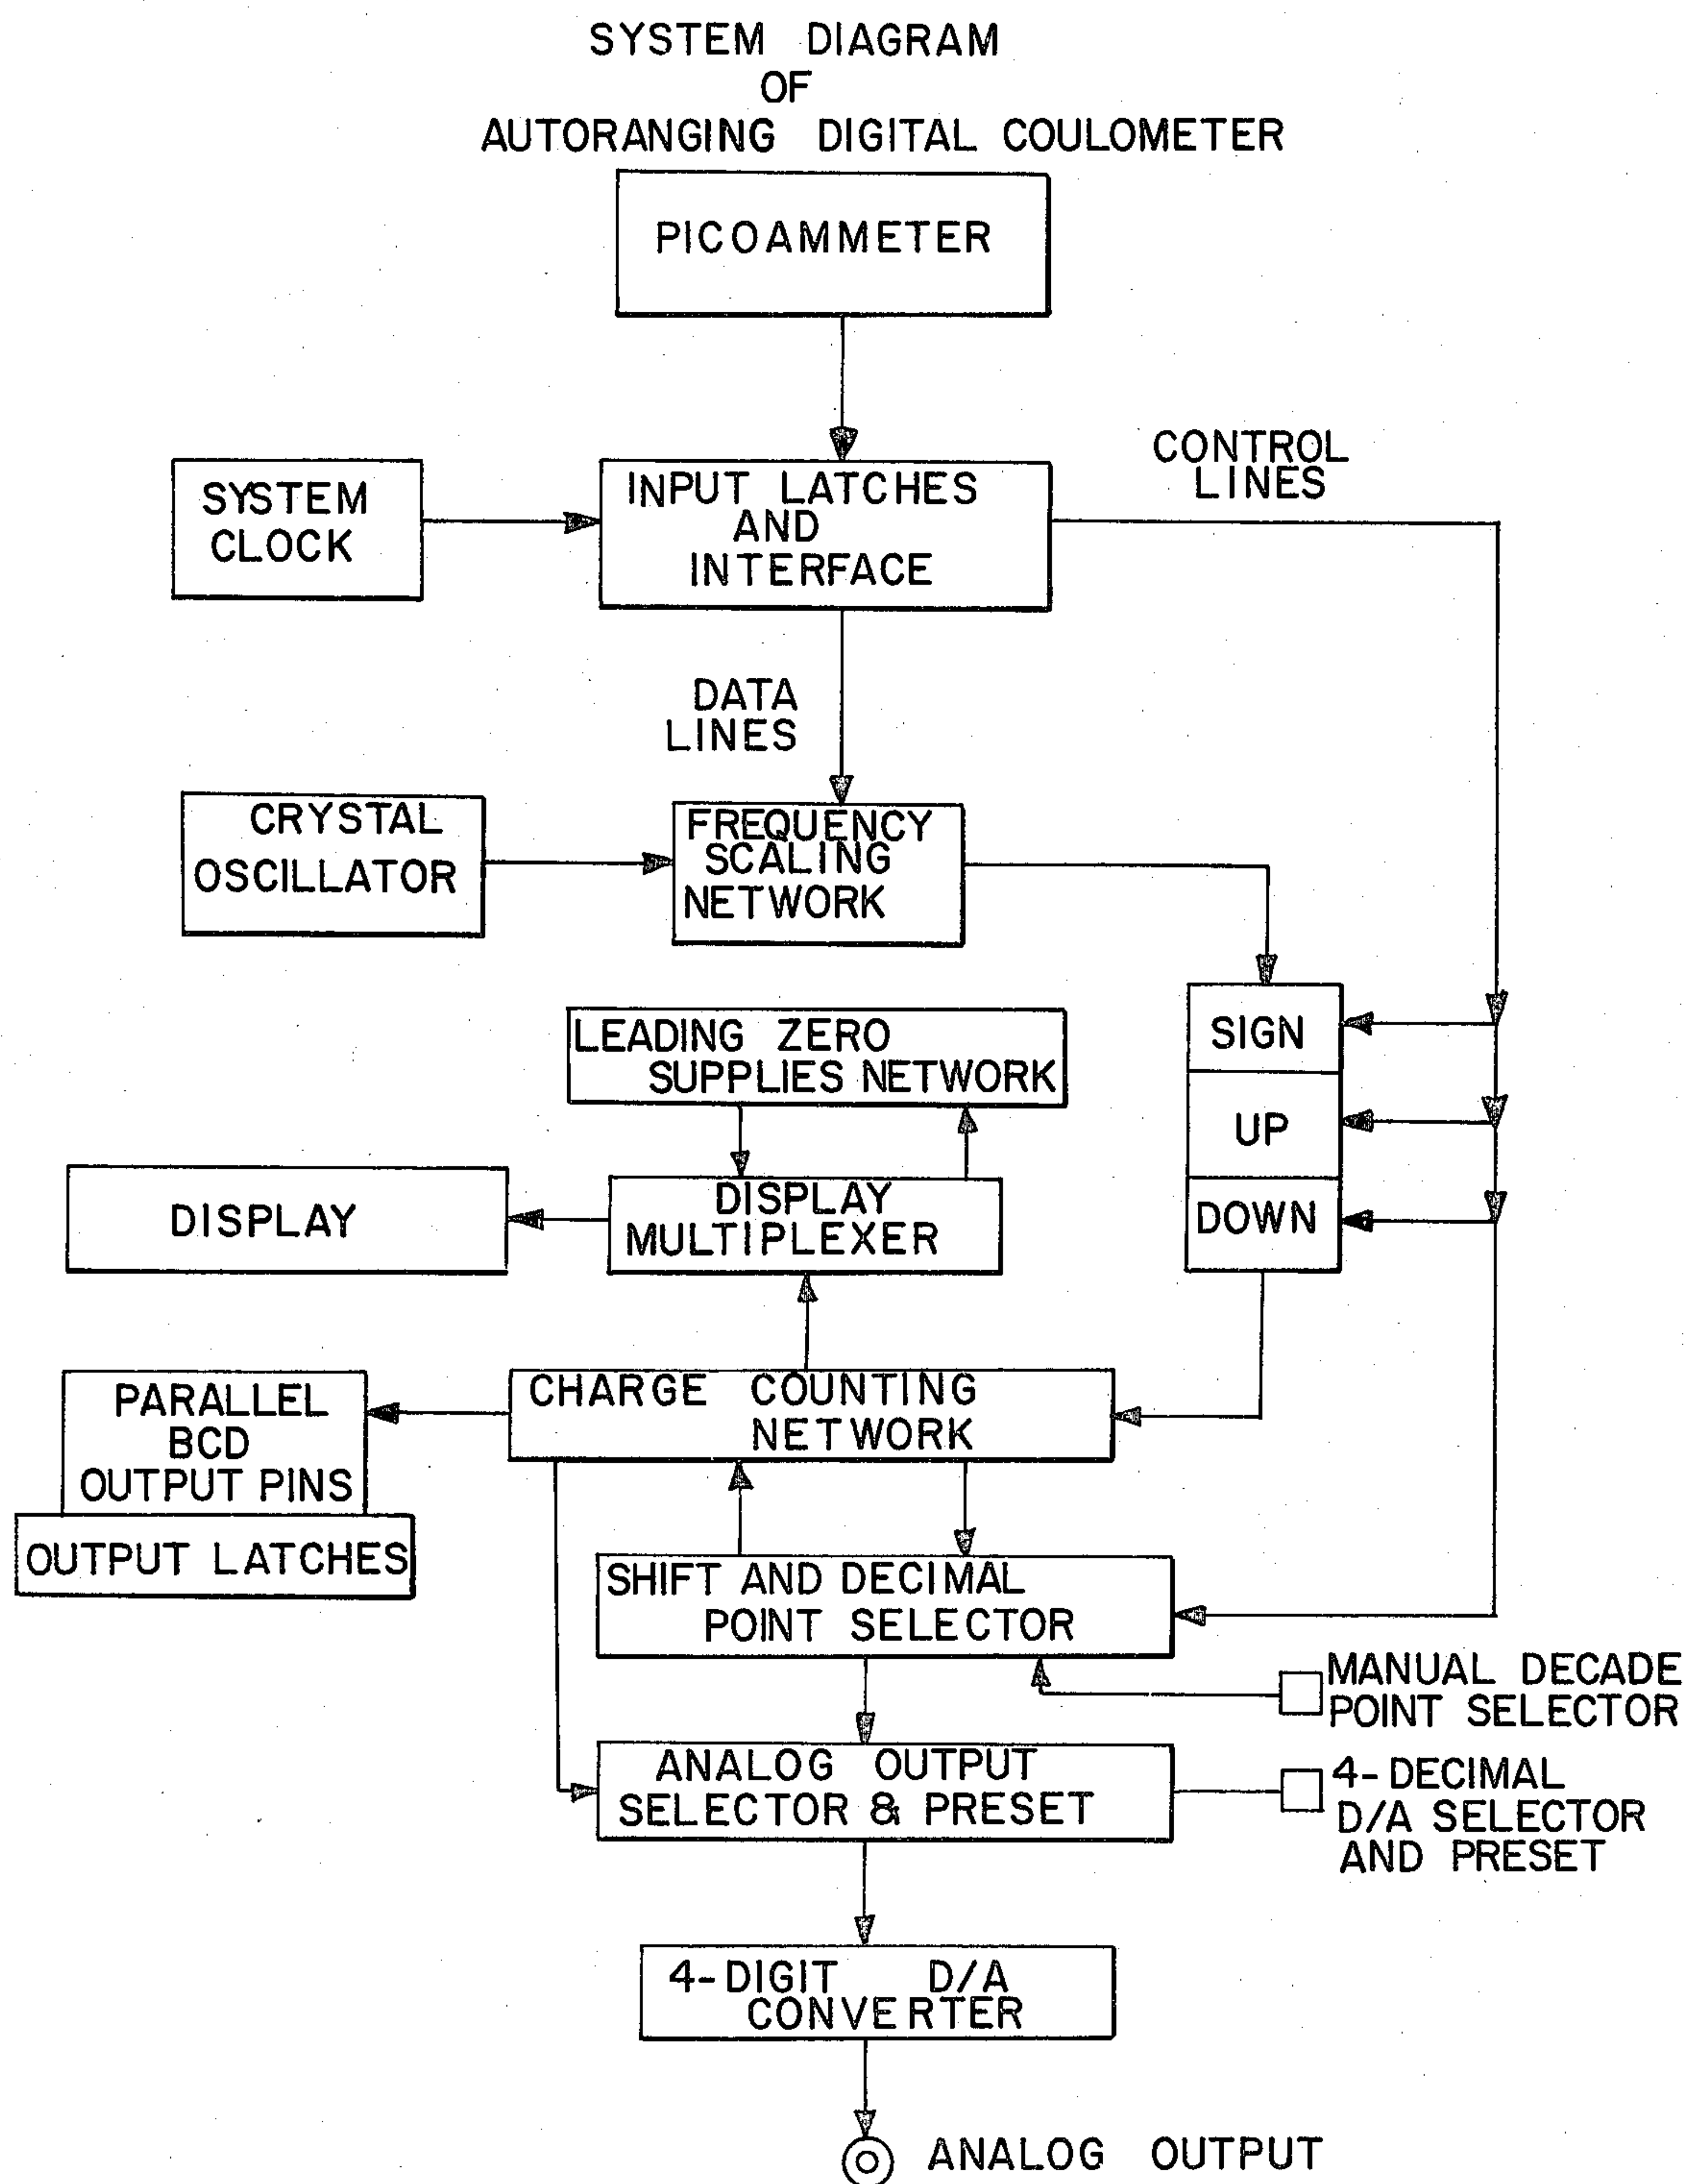 SYSTEM DIAGRAM
OF
AUTORANGING DIGITAL COULOMETER
PICOAMMETER
CONTROL
LINES
SYSTEM
CLOCK
INPUT LATCHES
AND
INTERFACE
DATA
LINES
CRYSTAL
OSCILLATOR
FREQUENCY
SCALING
NETWORK
SIGN
UP
DOWN
LEADING ZERO
SUPPLIES NETWORK
DISPLAY
DISPLAY
MULTIPLEXER
PARALLEL
BCD
OUTPUT PINS
OUTPUT LATCHES
CHARGE COUNTING
NETWORK
SHIFT AND DECIMAL
POINT SELECTOR
MANUAL DECADE
POINT SELECTOR
ANALOG OUTPUT
SELECTOR & PRESET
4-DECIMAL
D/A SELECTOR
AND PRESET
4-DIGIT D/A
CONVERTER
ANALOG OUTPUT